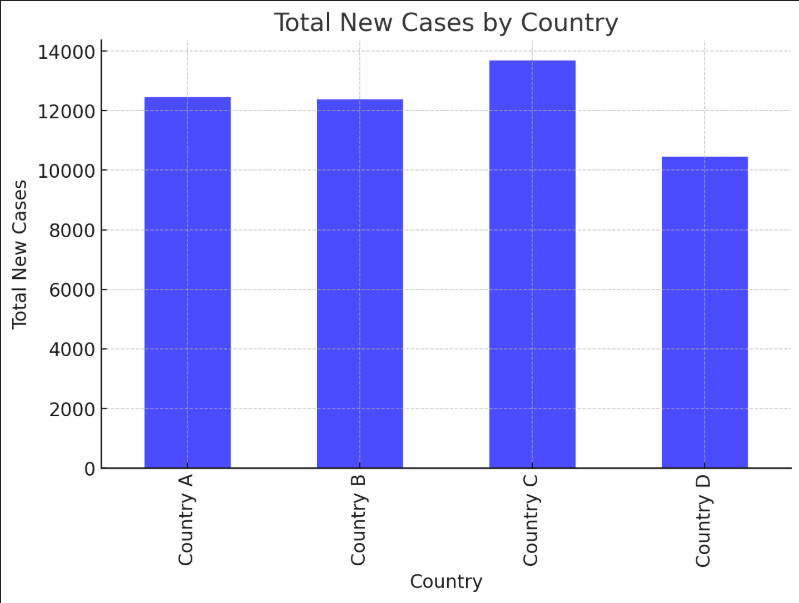 Total New Cases by Country
Total New Cases
14000
12000
10000
8000
6000
4000
2000
0
Country A
Country B
Country C
Country D
Country